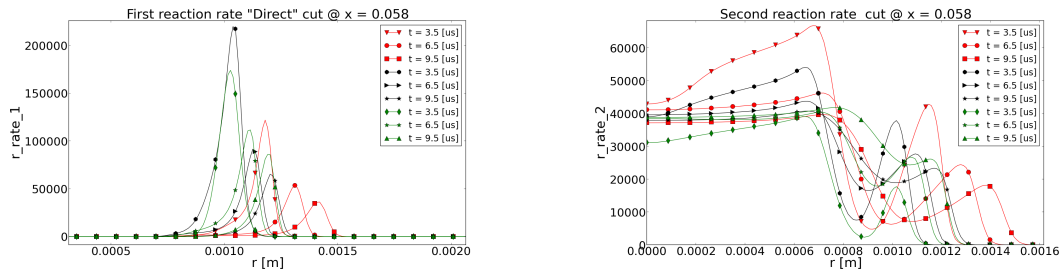 First reaction rate "Direct" cut @ x = 0.058
r_rate_1
200000
150000
100000
50000
0
0.0005
0.0010
0.0015
0.0020
r [m]
t = 3.5 [us]
t = 6.5 [us]
t = 9.5 [us]
t = 3.5 [us]
t = 6.5 [us]
t = 9.5 [us]
t = 3.5 [us]
t = 6.5 [us]
t = 9.5 [us]
Second reaction rate cut @ x = 0.058
r_rate_2
60000
50000
40000
30000
20000
10000
0
0.0000
0.0002
0.0004
0.0006
0.0008
0.0010
0.0012
0.0014
0.0016
r [m]
t = 3.5 [us]
t = 6.5 [us]
t = 9.5 [us]
t = 3.5 [us]
t = 6.5 [us]
t = 9.5 [us]
t = 3.5 [us]
t = 6.5 [us]
t = 9.5 [us]